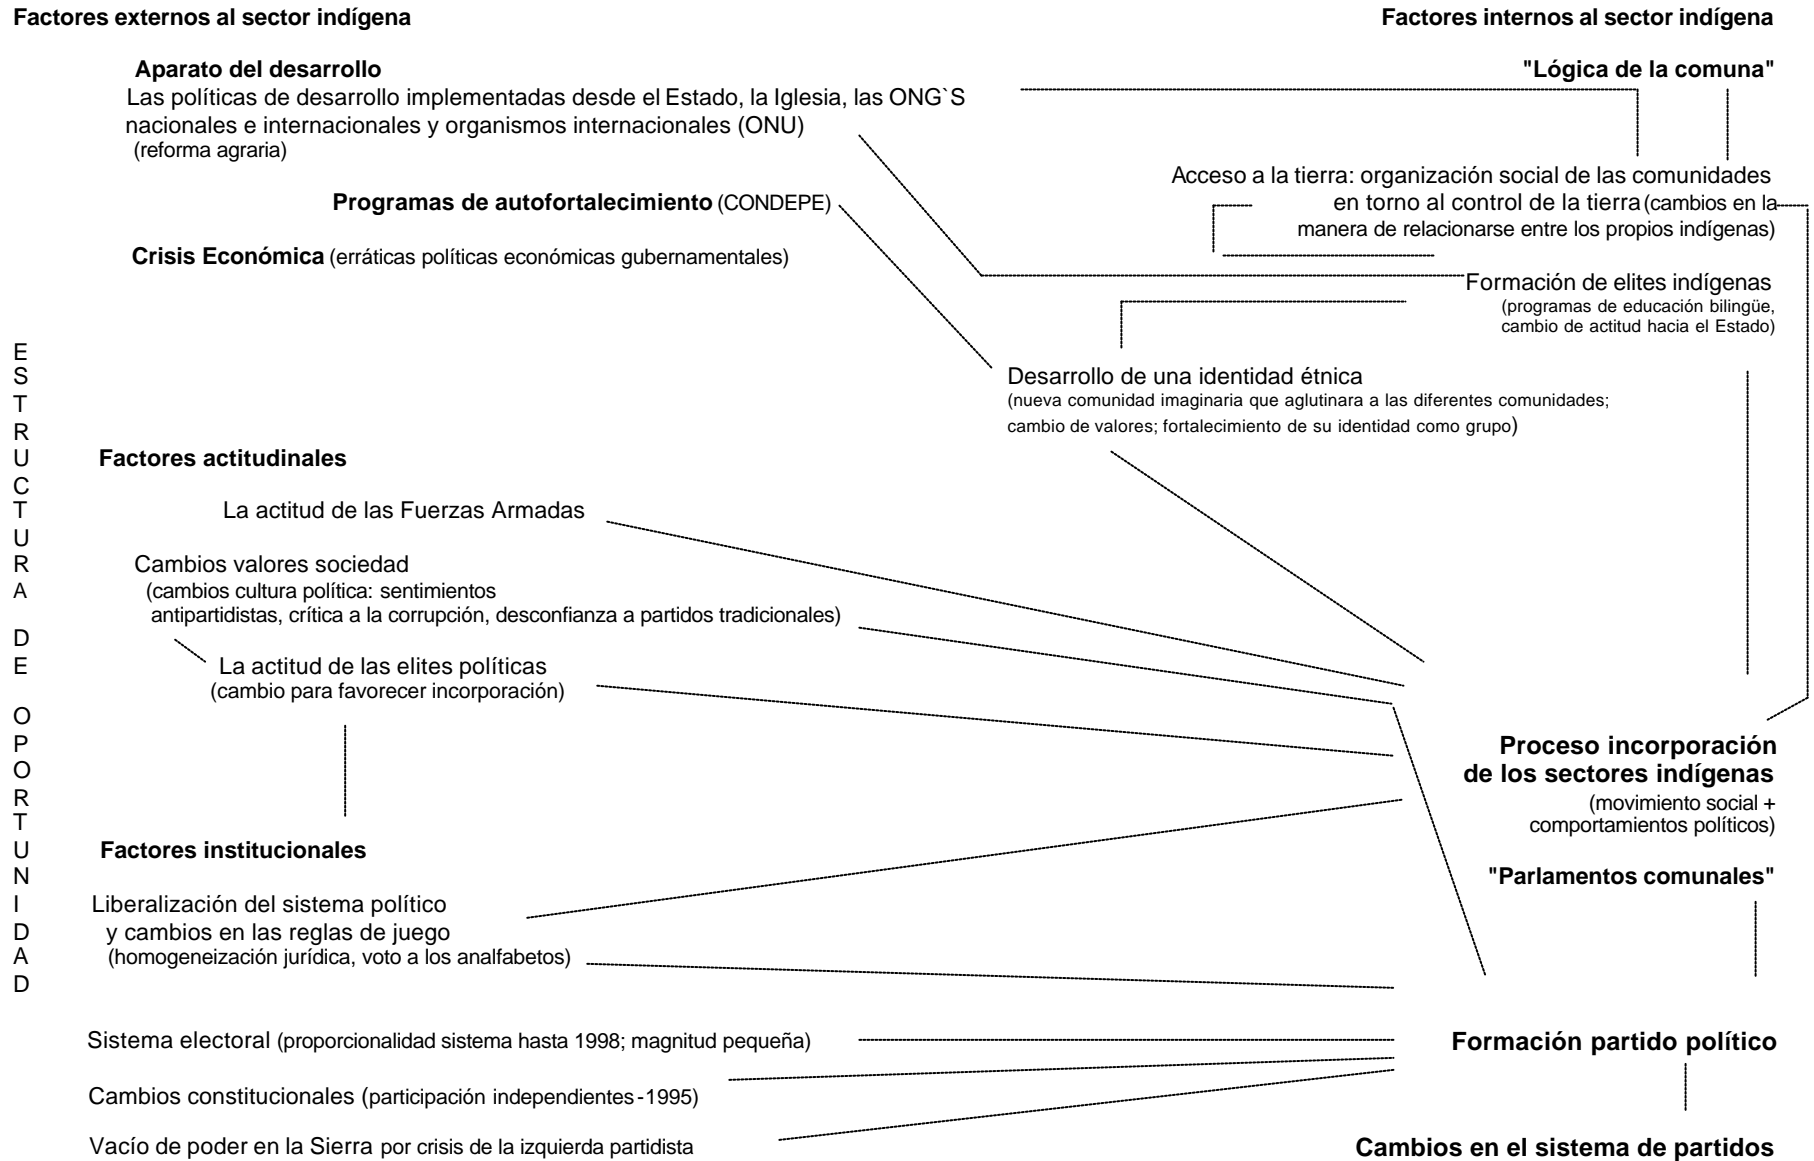 Factores externos al sector indígena
Factores internos al sector indígena
Aparato del desarrollo
Las políticas de desarrollo implementadas desde el Estado, la Iglesia, las ONG`S
nacionales e internacionales y organismos internacionales (ONU)
(reforma agraria)
"Lógica de la comuna"
Acceso a la tierra: organización social de las comunidades
en torno al control de la tierra (cambios en la
manera de relacionarse entre los propios indígenas)
Programas de autofortalecimiento (CONDEPE)
Crisis Económica (erráticas políticas económicas gubernamentales)
Formación de elites indígenas
(programas de educación bilingüe,
cambio de actitud hacia el Estado)
Desarrollo de una identidad étnica
(nueva comunidad imaginaria que aglutinara a las diferentes comunidades;
cambio de valores; fortalecimiento de su identidad como grupo)
ESTRUCTURA DE OPORTUNIDAD
Factores actitudinales
La actitud de las Fuerzas Armadas
Cambios valores sociedad
(cambios cultura política: sentimientos
antipartidistas, crítica a la corrupción, desconfianza a partidos tradicionales)
La actitud de las elites políticas
(cambio para favorecer incorporación)
Proceso incorporación
de los sectores indígenas
(movimiento social +
comportamientos políticos)
Factores institucionales
"Parlamentos comunales"
Liberalización del sistema político
y cambios en las reglas de juego
(homogeneización jurídica, voto a los analfabetos)
Sistema electoral (proporcionalidad sistema hasta 1998; magnitud pequeña)
Formación partido político
Cambios constitucionales (participación independientes-1995)
Vacío de poder en la Sierra por crisis de la izquierda partidista
Cambios en el sistema de partidos